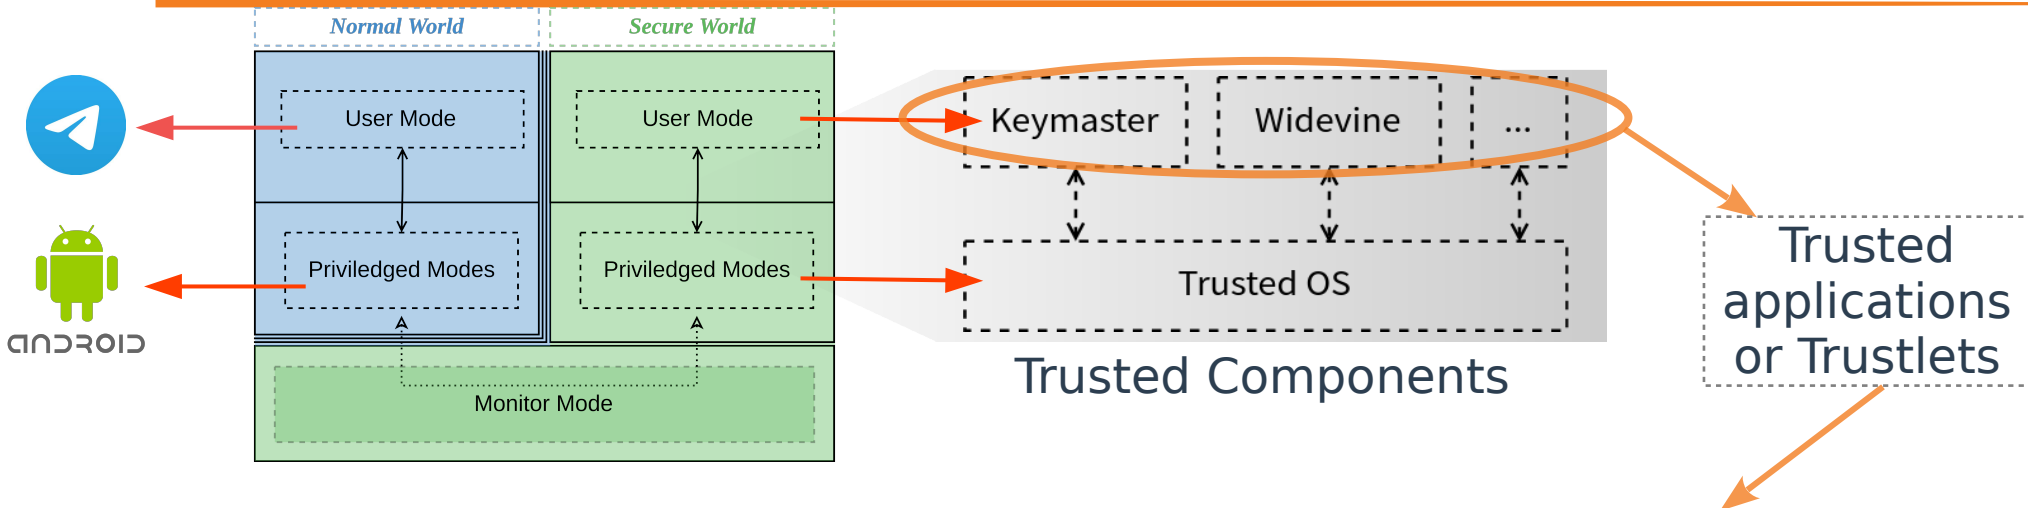 Normal World
Secure World
User Mode
User Mode
Keymaster
Widevine
...
Priviledged Modes
Priviledged Modes
Trusted OS
Trusted
applications
or Trustlets
ANDROID
Trusted Components
Monitor Mode